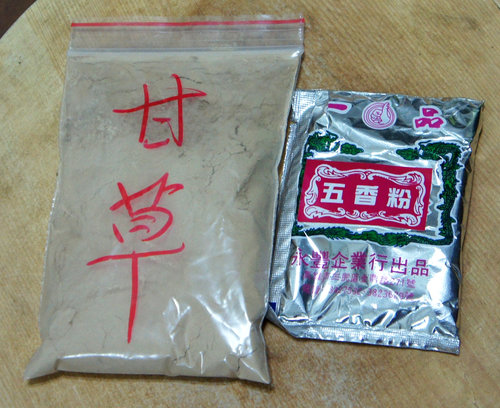 甘草
一品
五香粉
永豐企業行出品